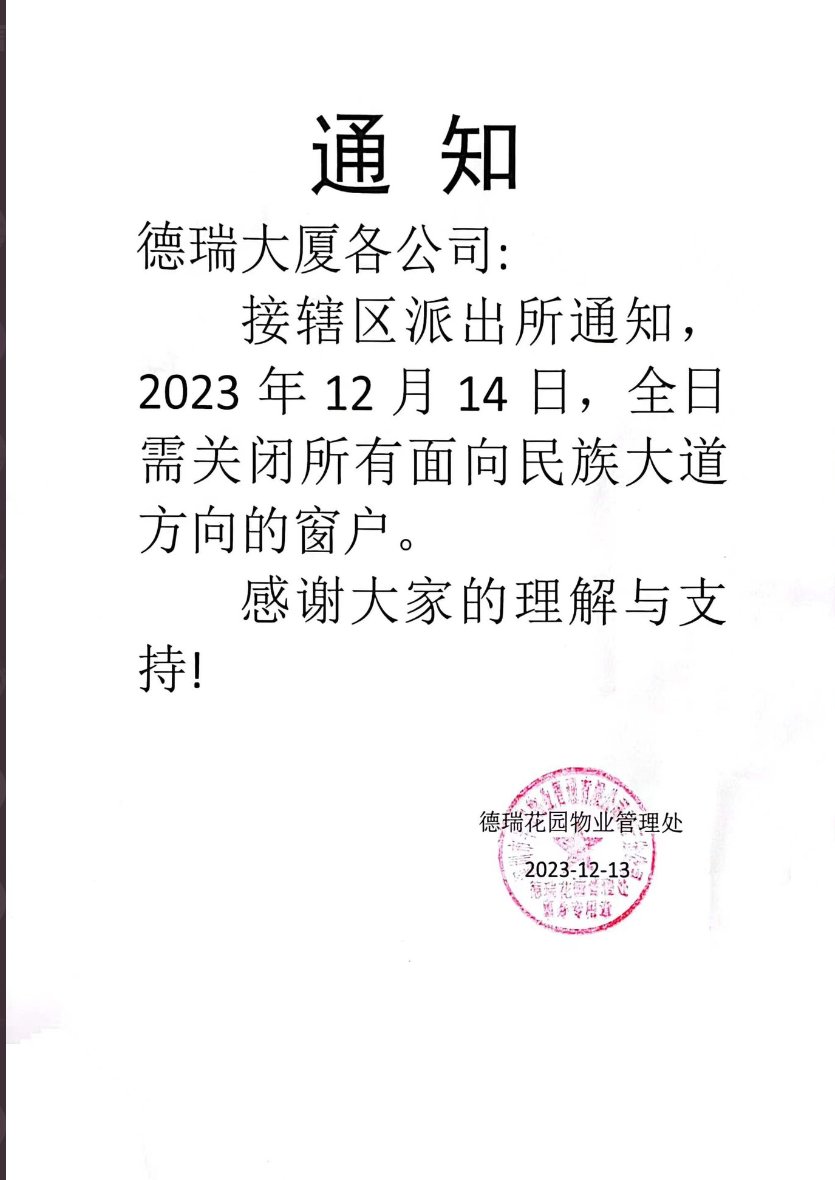 通 知
德瑞大厦各公司:
接辖区派出所通知，
2023 年 12 月 14 日，全日
需关闭所有面向民族大道
方向的窗户。
感谢大家的理解与支
持!
德瑞花园物业管理处
2023-12-13